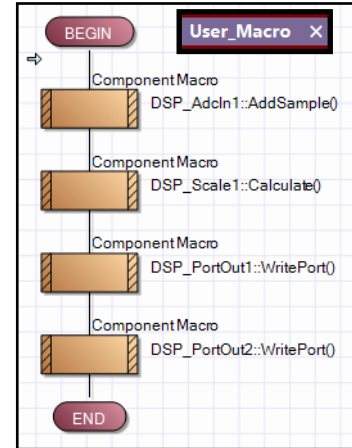 BEGIN
User_Macro ×
Component Macro
DSP_AdcIn1::AddSample()
Component Macro
DSP_Scale1::Calculate()
Component Macro
DSP_PortOut1::WritePort()
Component Macro
DSP_PortOut2::WritePort()
END